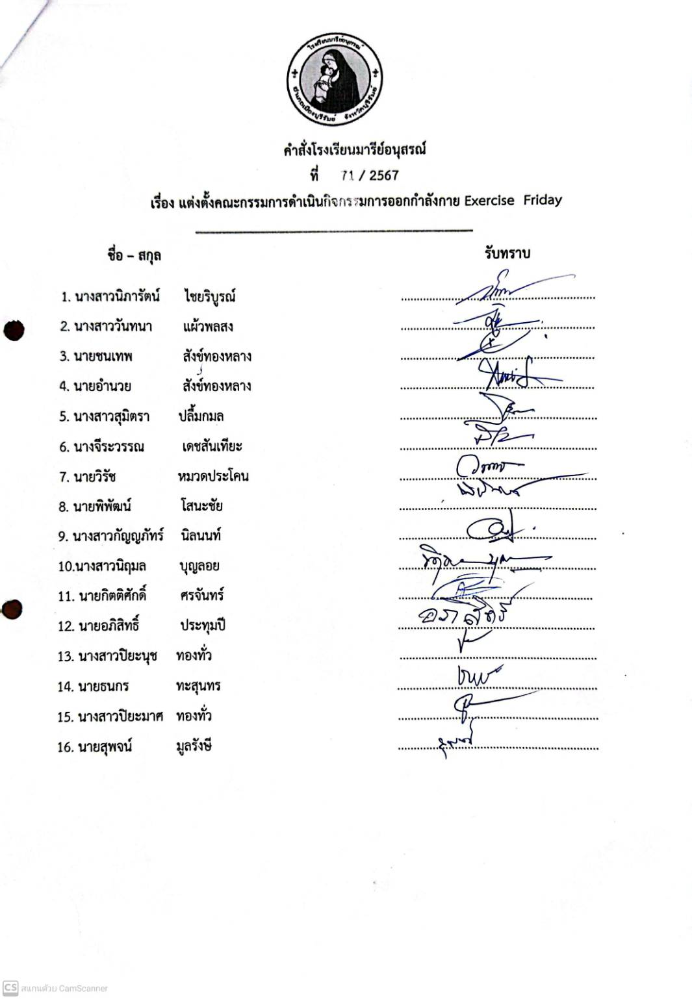 โรงเรียนมารีย์อนุสรณ์
อำเภอเมืองบุรีรัมย์ จังหวัดบุรีรัมย์
คำสั่งโรงเรียนมารีย์อนุสรณ์
ที่ 71 / 2567
เรื่อง แต่งตั้งคณะกรรมการดำเนินกิจกรรมการออกกำลังกาย Exercise Friday
ชื่อ – สกุล รับทราบ
1. นางสาวนิภารัตน์ ไชยริบูรณ์
2. นางสาววันทนา แผ้วพลสง
3. นายชนเทพ สังข์ทองหลาง
4. นายอำนวย สังข์ทองหลาง
5. นางสาวสุมิตรา ปลื้มกมล
6. นางจีระวรรณ เดชสันเทียะ
7. นายวิรัช หมวดประโคน
8. นายพิพัฒน์ โสนะชัย
9. นางสาวกัญญภัทร์ นิลนนท์
10.นางสาวนิฤมล บุญลอย
11. นายกิตติศักดิ์ ศรจันทร์
12. นายอภิสิทธิ์ ประทุมปี อภิสิทธิ์
13. นางสาวปิยะนุช ทองทั่ว
14. นายธนกร ทะสุนทร
15. นางสาวปิยะมาศ ทองทั่ว
16. นายสุพจน์ มูลรังษี
CS สแกนด้วย CamScanner